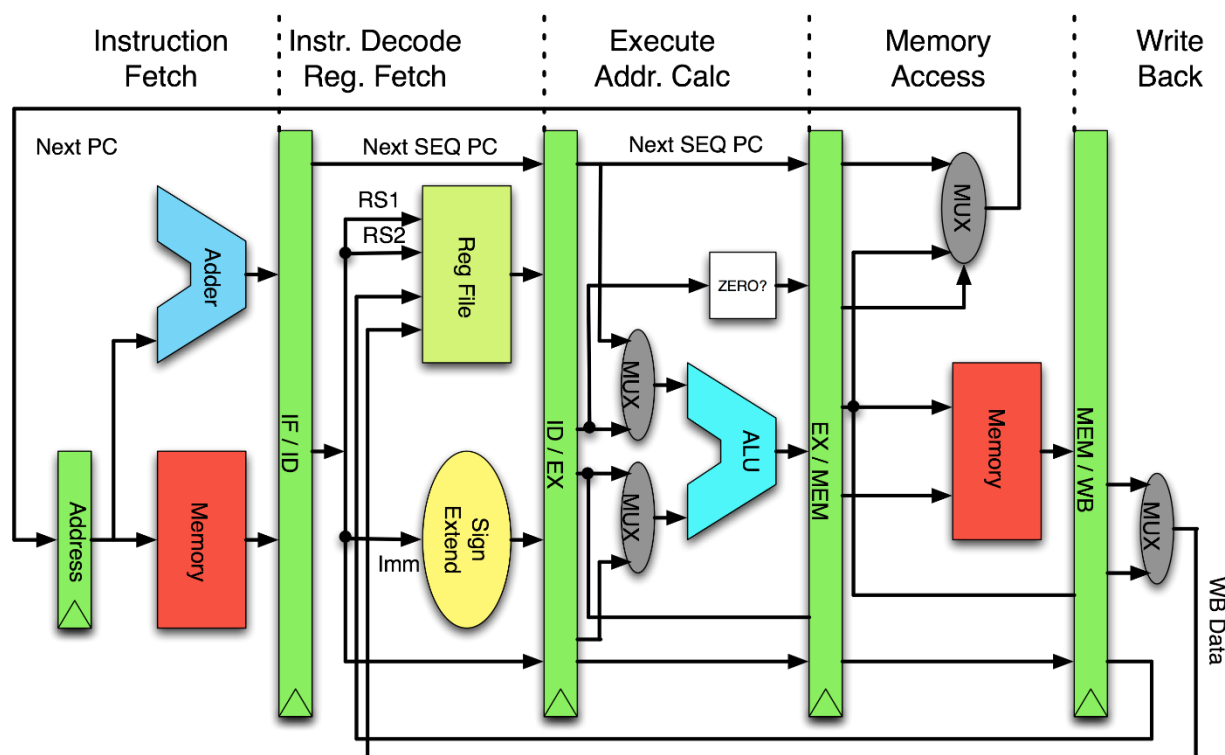 Instruction
Fetch
Instr. Decode
Reg. Fetch
Execute
Addr. Calc
Memory
Access
Write
Back
Next PC
Next SEQ PC
Next SEQ PC
RS1
RS2
Reg File
MUX
Adder
ZERO?
MUX
IF / ID
ID / EX
ALU
EX / MEM
Memory
MEM / WB
Address
Memory
Imm
Sign
Extend
MUX
MUX
WB Data